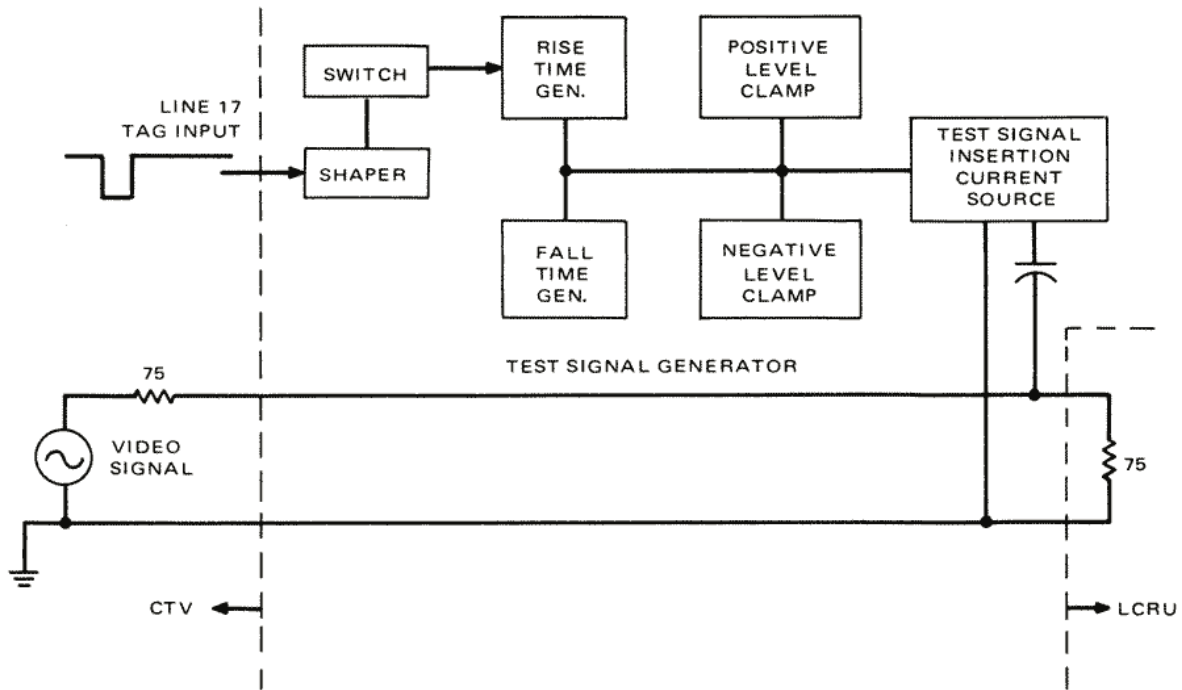 LINE 17
TAG INPUT
SWITCH
SHAPER
RISE
TIME
GEN.
POSITIVE
LEVEL
CLAMP
TEST SIGNAL
INSERTION
CURRENT
SOURCE
FALL
TIME
GEN.
NEGATIVE
LEVEL
CLAMP
TEST SIGNAL GENERATOR
75
VIDEO
SIGNAL
75
CTV
LCRU